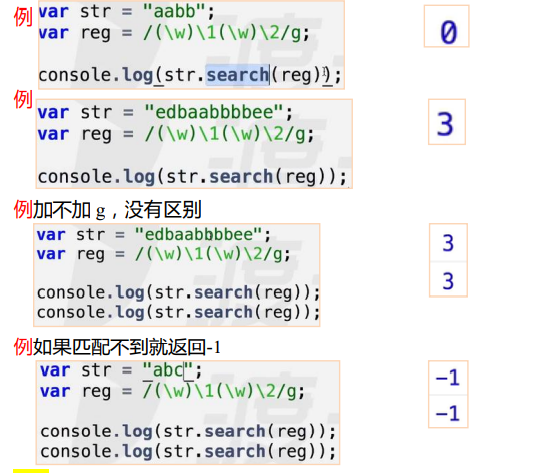 例 var str = "aabb";
var reg = /(\w)\1(\w)\2/g;
console.log(str.search(reg));
0
例
var str = "edbaabbbbee";
var reg = /(\w)\1(\w)\2/g;
console.log(str.search(reg));
3
例加不加 g，没有区别
var str = "edbaabbbbee";
var reg = /(\w)\1(\w)\2/g;
console.log(str.search(reg));
console.log(str.search(reg));
3
3
例如果匹配不到就返回-1
var str = "abc";
var reg = /(\w)\1(\w)\2/g;
console.log(str.search(reg));
console.log(str.search(reg));
-1
-1